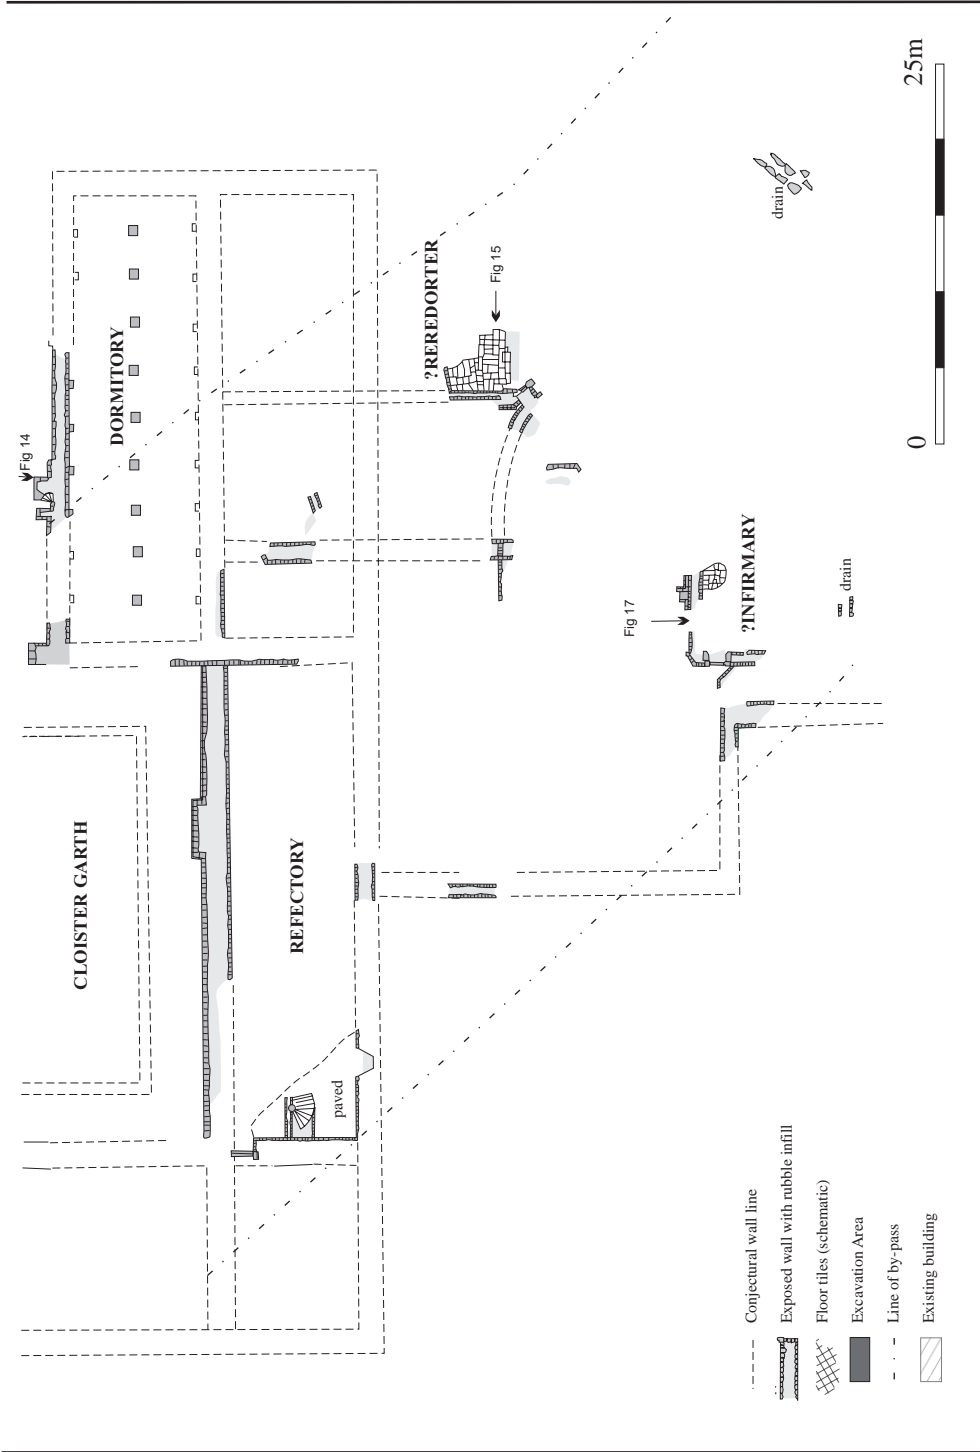 25m
0
drain
Fig 15
?REREDORTER
DORMITORY
Fig 14
Fig 17
?INFIRMARY
drain
CLOISTER GARTH
REFECTORY
paved
Conjectural wall line
Exposed wall with rubble infill
Floor tiles (schematic)
Excavation Area
Line of by-pass
Existing building